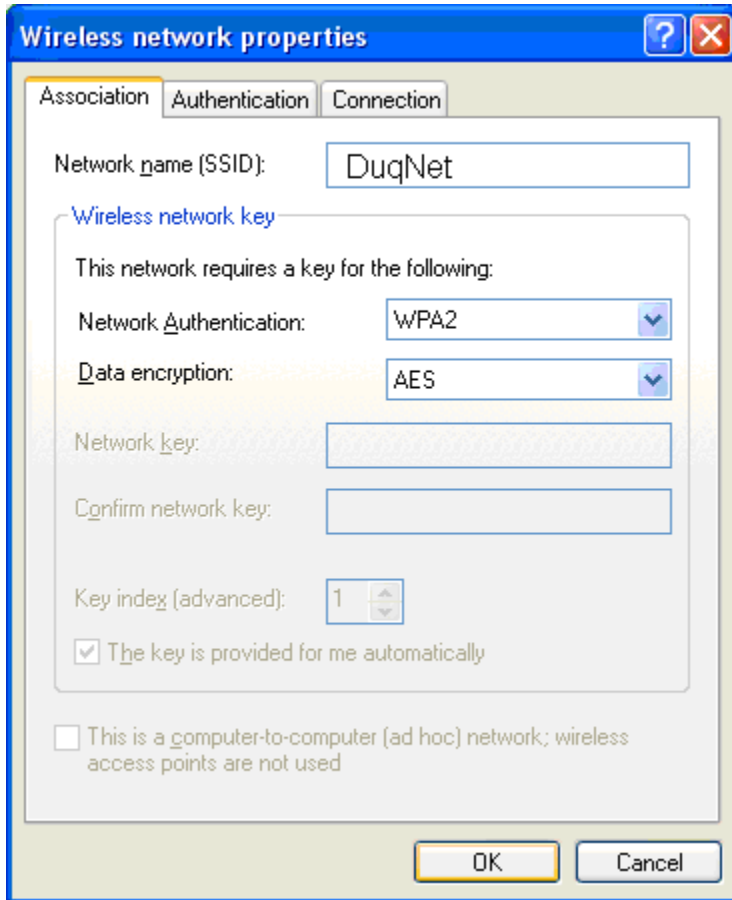 Wireless network properties
Association Authentication Connection
Network name (SSID): DuqNet
Wireless network key
This network requires a key for the following:
Network Authentication: WPA2
Data encryption: AES
Network key:
Confirm network key:
Key index (advanced): 1
The key is provided for me automatically
This is a computer-to-computer (ad hoc) network; wireless
access points are not used
OK Cancel